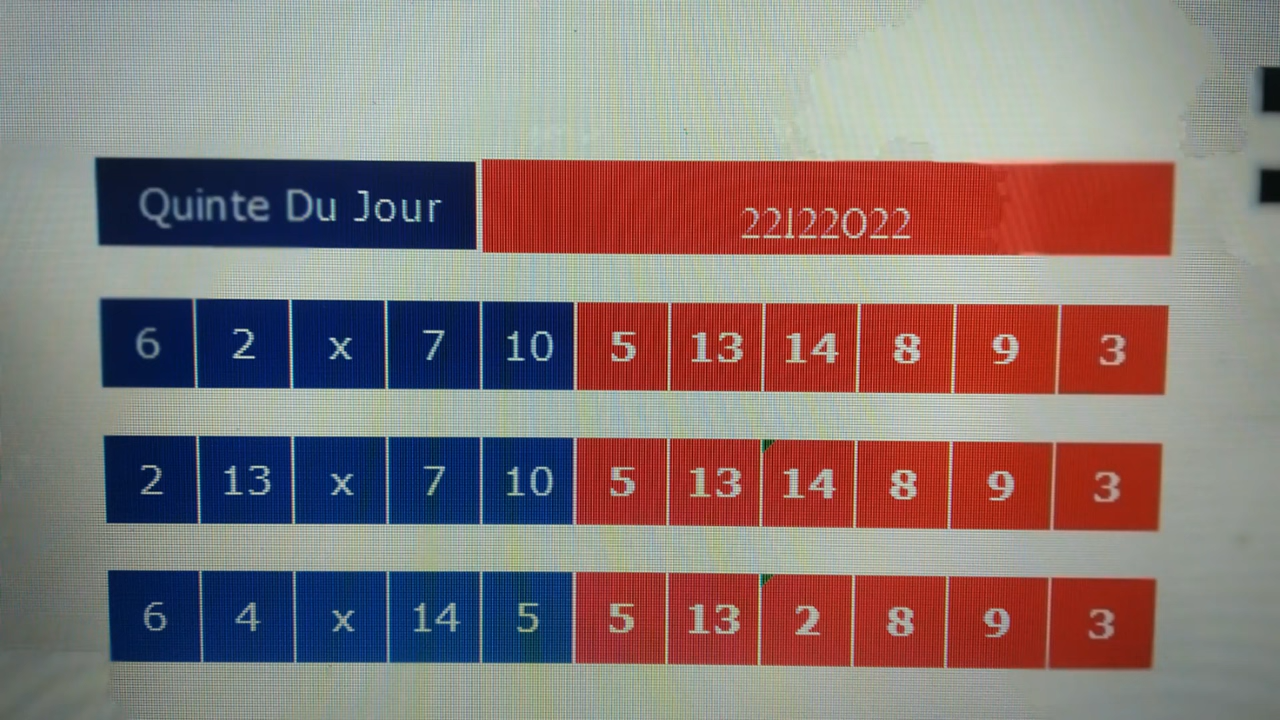 Quinte Du Jour 22122022
6 2 x 7 10 5 13 14 8 9 3
2 13 x 7 10 5 13 14 8 9 3
6 4 x 14 5 5 13 2 8 9 3